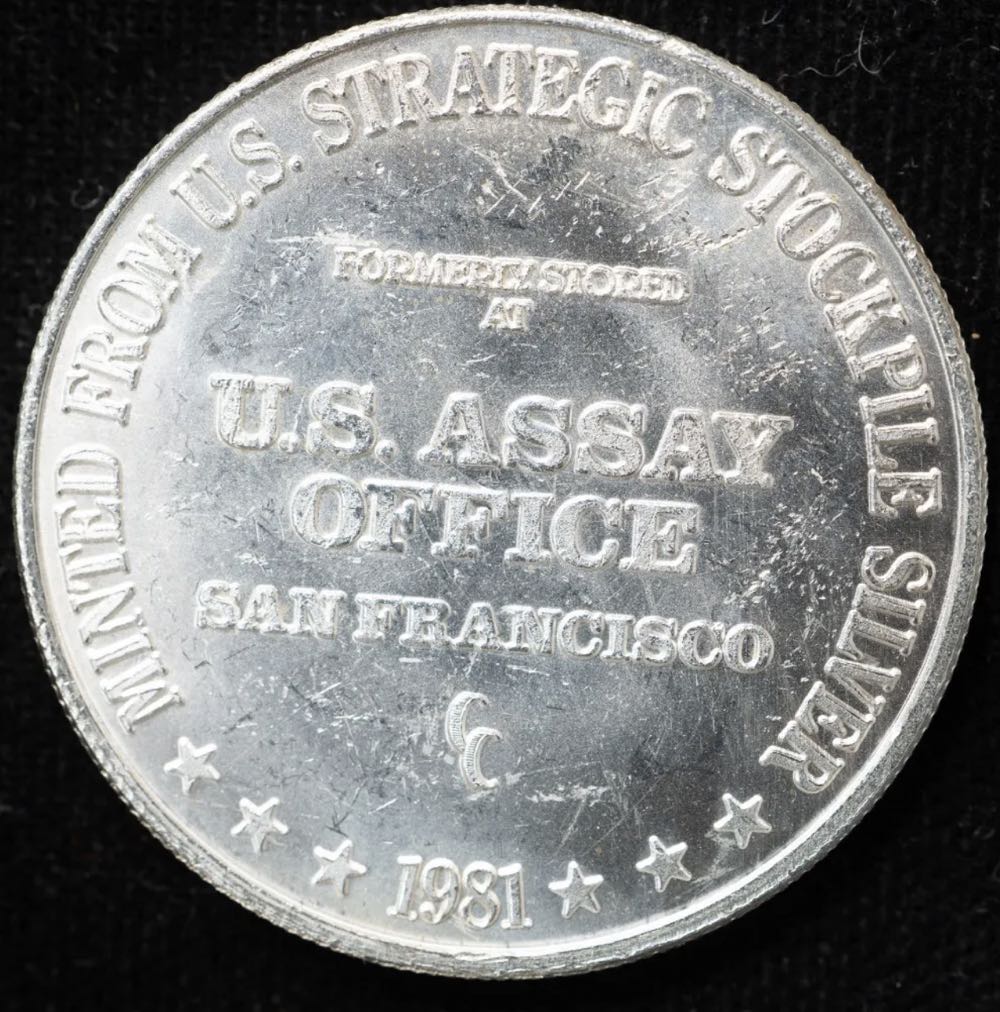 MINTED FROM U.S. STRATEGIC STOCKPILE SILVER
FORMERLY STORED
AT
U.S. ASSAY
OFFICE
SAN FRANCISCO
CC
1981